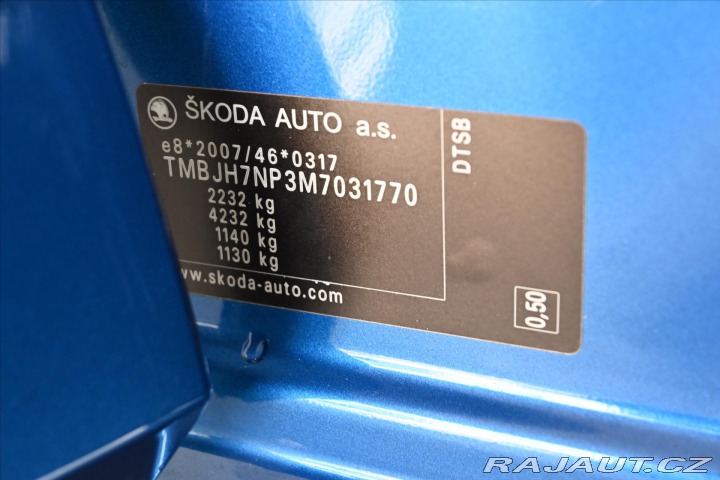 ŠKODA AUTO a.s.
e8*2007/46*0317
TMBJH7NP3M7031770
2232 kg
4232 kg
1140 kg
1130 kg
www.skoda-auto.com
DTSB
0,50
RAJAUT.CZ